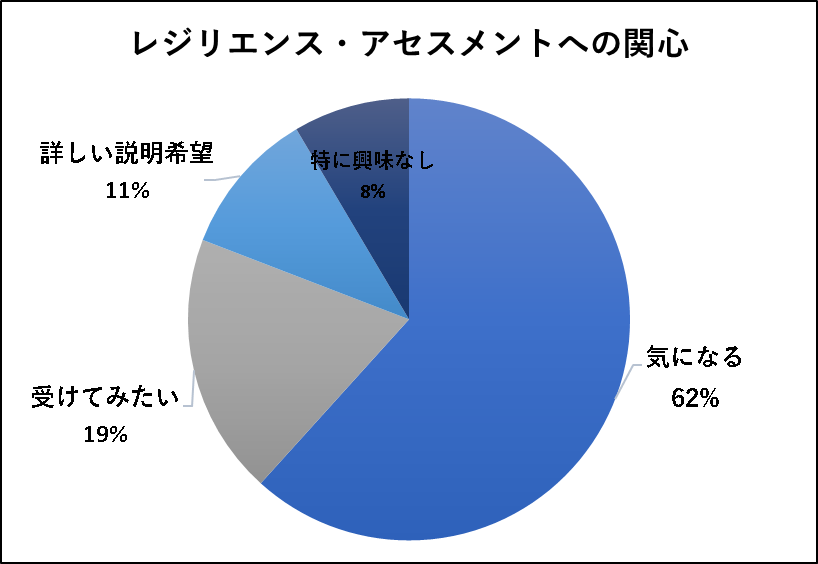 レジリエンス・アセスメントへの関心
詳しい説明希望
11%
特に興味なし
8%
気になる
62%
受けてみたい
19%